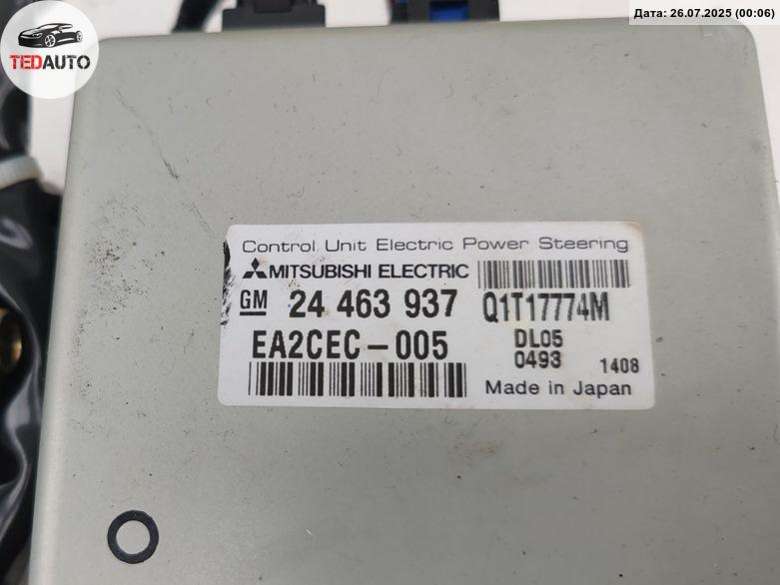 Дата: 26.07.2025 (00:06)
TEDAUTO
Control Unit Electric Power Steering
MITSUBISHI ELECTRIC
GM 24 463 937 Q1T17774M
EA2CEC-005 DL05
0493 1408
Made in Japan